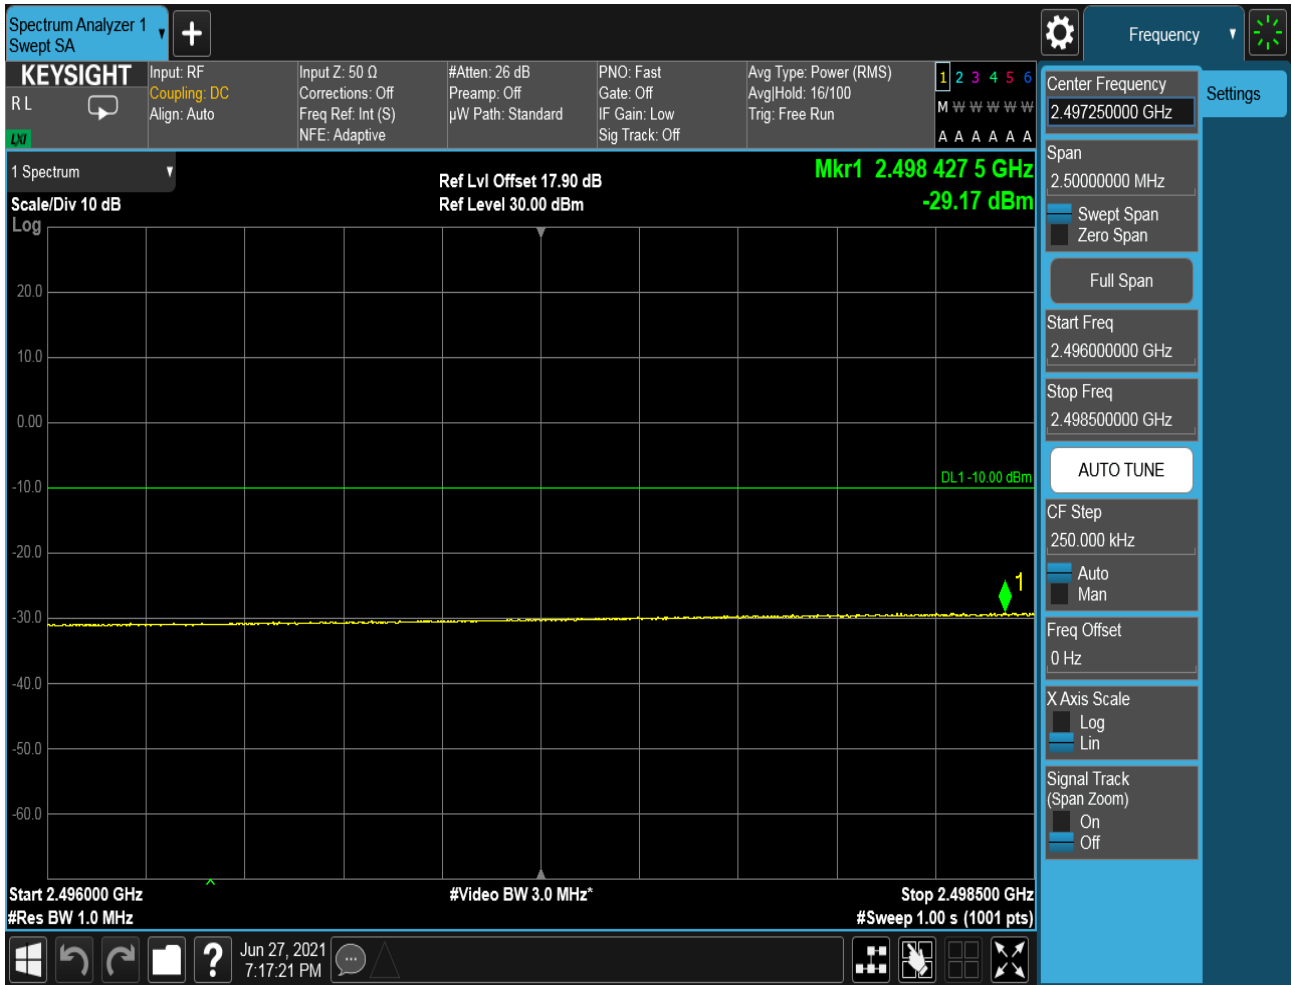 Spectrum Analyzer 1
Swept SA
Frequency
KEYSIGHT
R L
LXI
Input: RF
Coupling: DC
Align: Auto
Input Z: 50 Ω
Corrections: Off
Freq Ref: Int (S)
NFE: Adaptive
#Atten: 26 dB
Preamp: Off
µW Path: Standard
PNO: Fast
Gate: Off
IF Gain: Low
Sig Track: Off
Avg Type: Power (RMS)
Avg|Hold: 16/100
Trig: Free Run
1 2 3 4 5 6
M W W W W W
A A A A A A
1 Spectrum
Scale/Div 10 dB
Log
Ref Lvl Offset 17.90 dB
Ref Level 30.00 dBm
Mkr1 2.498 427 5 GHz
-29.17 dBm
20.0
10.0
0.00
-10.0
-20.0
-30.0
-40.0
-50.0
-60.0
DL1 -10.00 dBm
1
Start 2.496000 GHz
#Res BW 1.0 MHz
#Video BW 3.0 MHz*
Stop 2.498500 GHz
#Sweep 1.00 s (1001 pts)
Jun 27, 2021
7:17:21 PM
Center Frequency
2.497250000 GHz
Settings
Span
2.50000000 MHz
Swept Span
Zero Span
Full Span
Start Freq
2.496000000 GHz
Stop Freq
2.498500000 GHz
AUTO TUNE
CF Step
250.000 kHz
Auto
Man
Freq Offset
0 Hz
X Axis Scale
Log
Lin
Signal Track
(Span Zoom)
On
Off